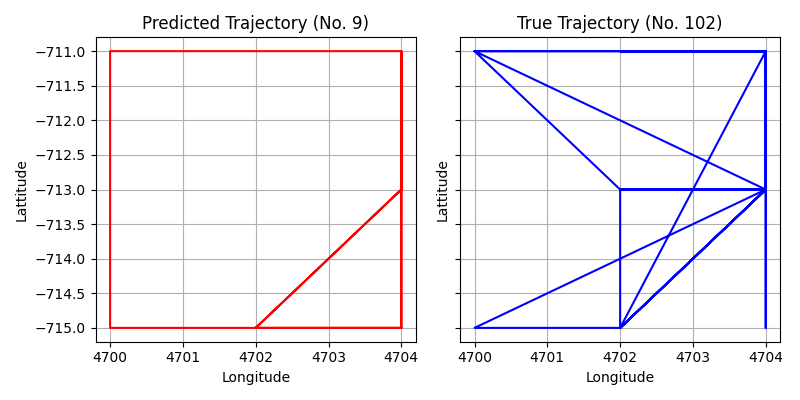 Predicted Trajectory (No. 9)
True Trajectory (No. 102)
−711.0
−711.5
−712.0
−712.5
−713.0
−713.5
−714.0
−714.5
−715.0
Lattitude
Lattitude
4700 4701 4702 4703 4704
4700 4701 4702 4703 4704
Longitude
Longitude